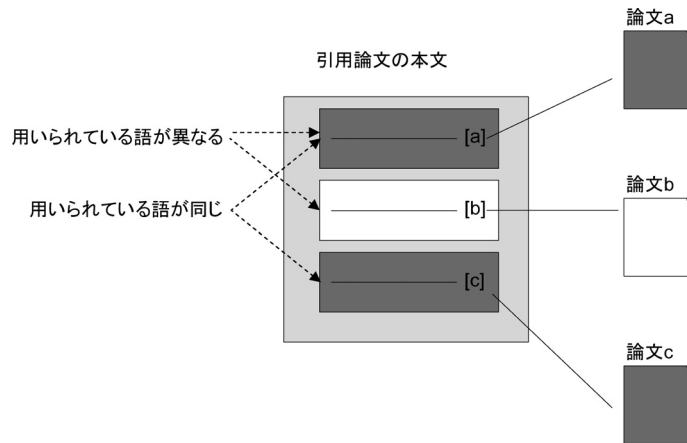 論文a
引用論文の本文
用いられている語が異なる
[a]
用いられている語が同じ
[b]
論文b
[c]
論文c